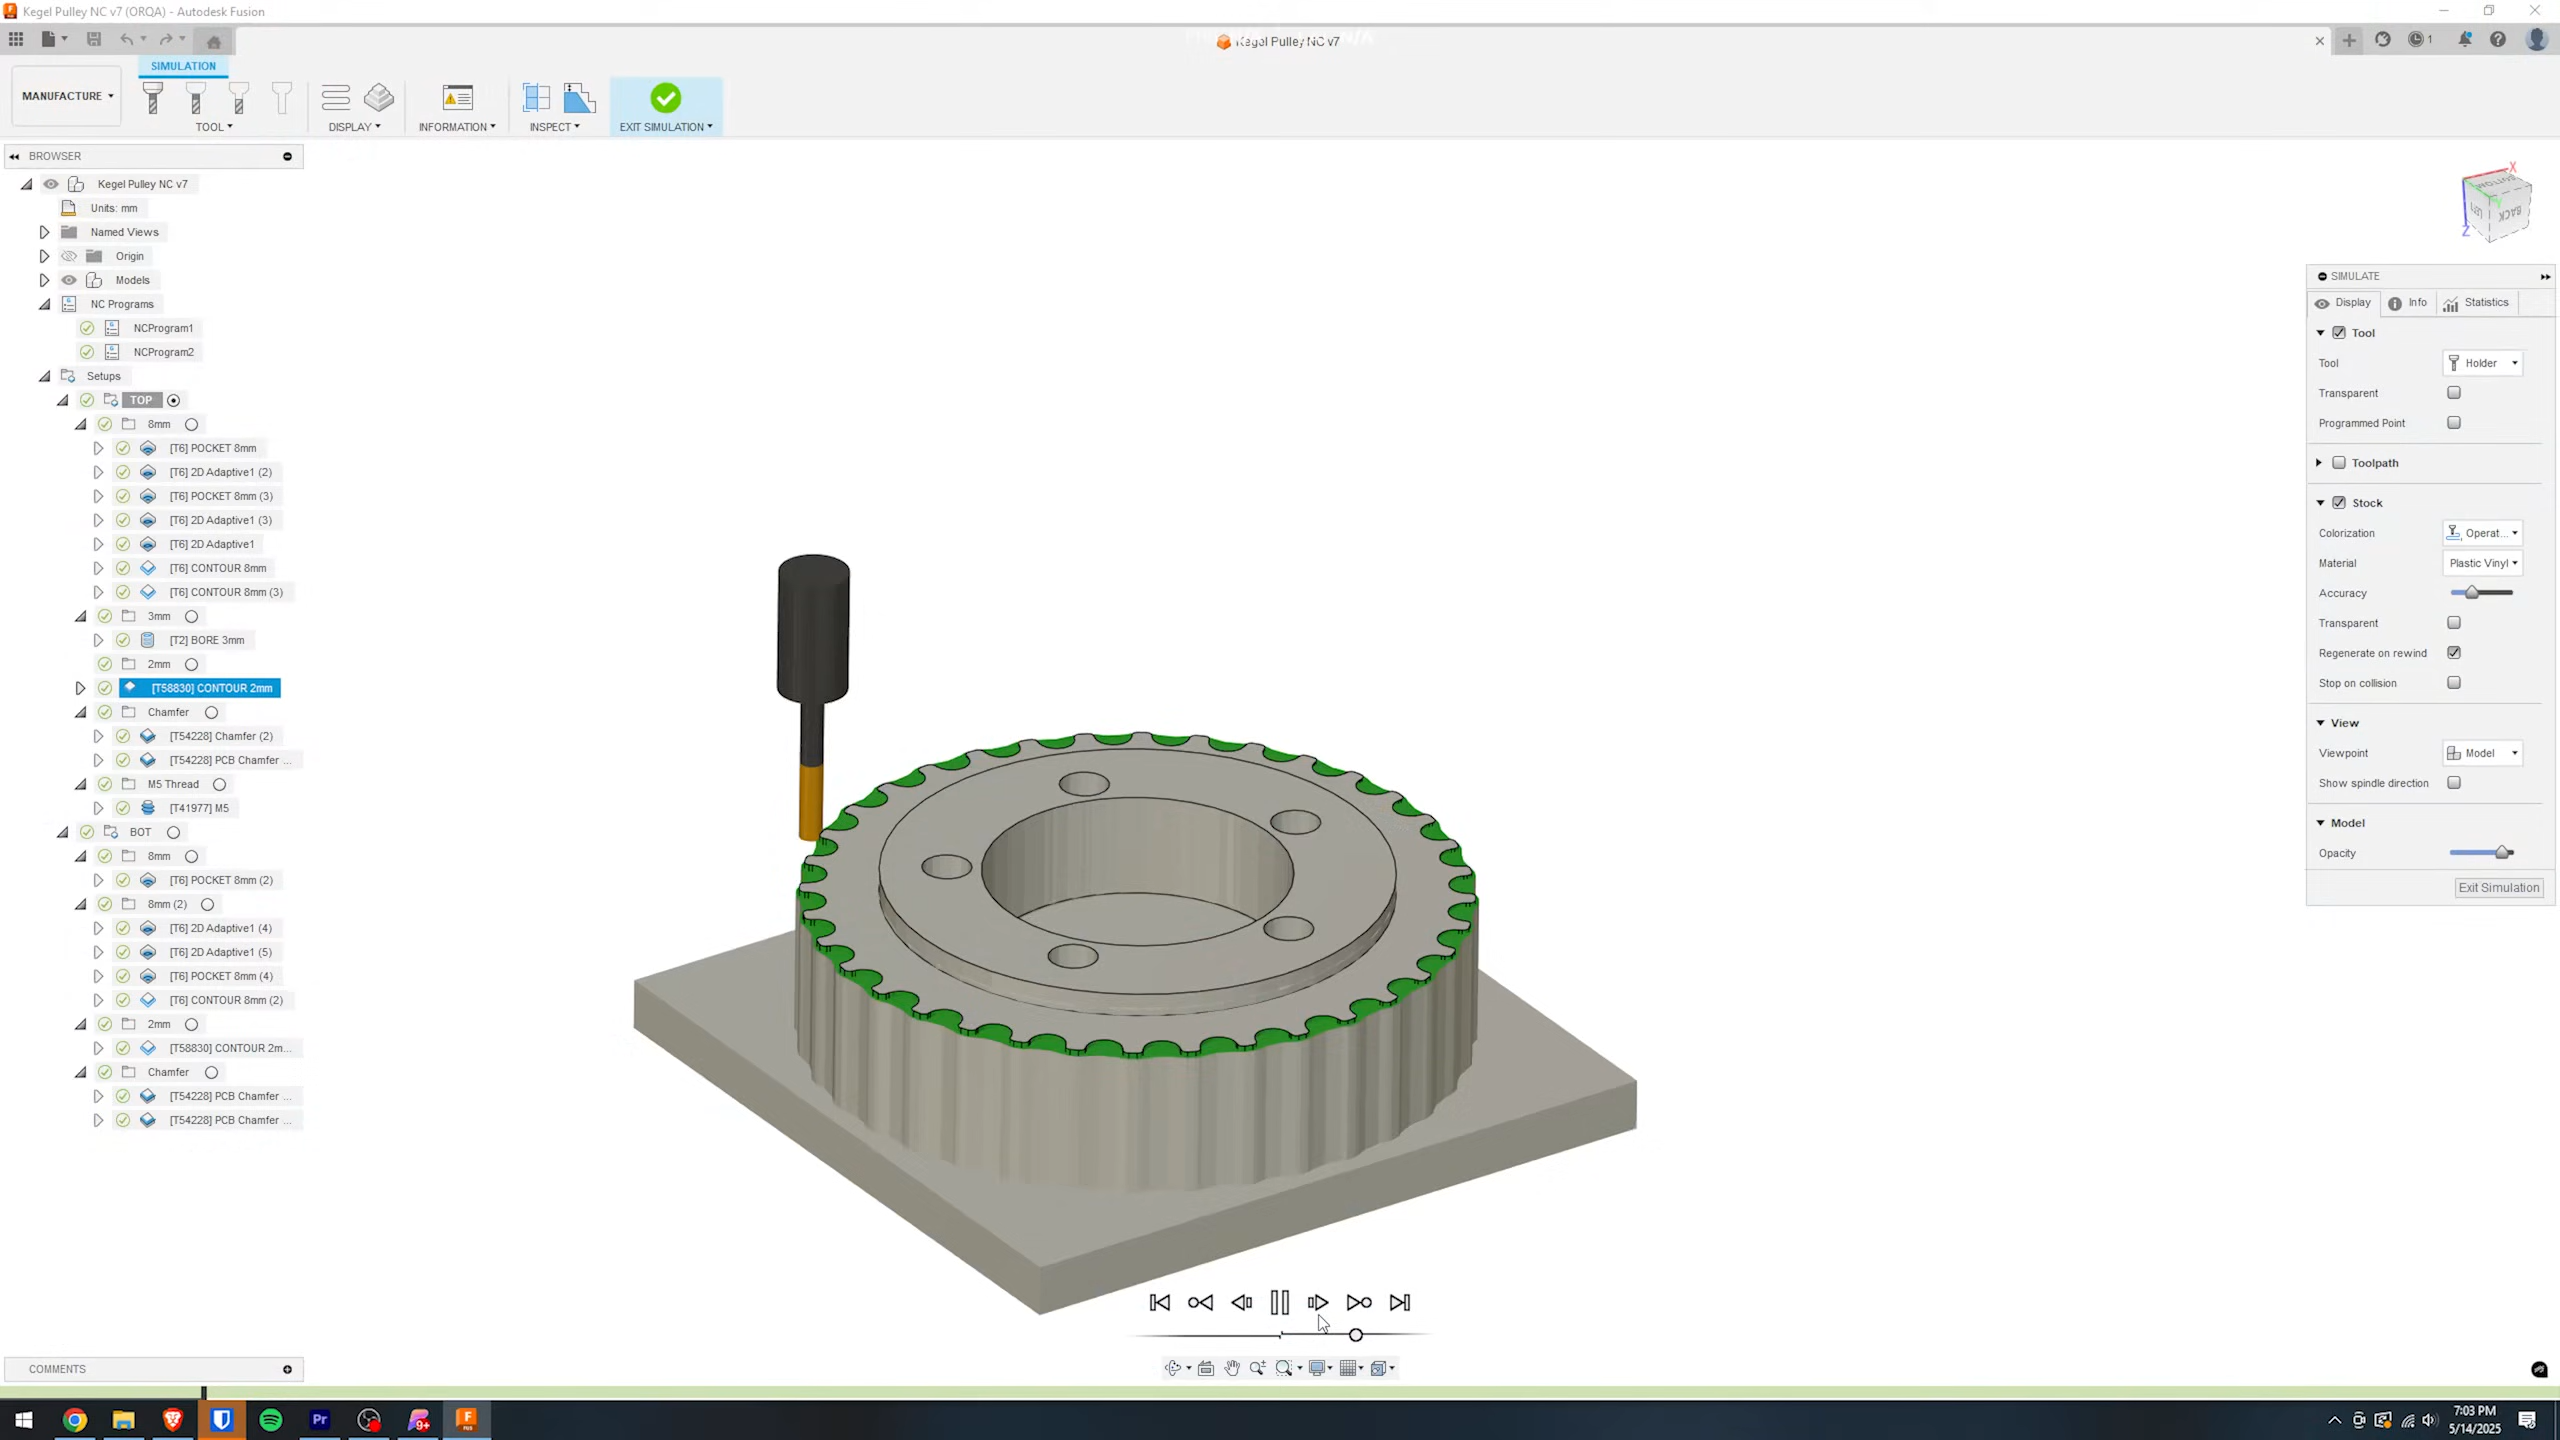 Kegel Pulley NC v7 (ORQA) - Autodesk Fusion
Kegel Pulley NC v7
1
SIMULATION
MANUFACTURE
TOOL
DISPLAY
INFORMATION
INSPECT
EXIT SIMULATION
BROWSER
Kegel Pulley NC v7
Units: mm
Named Views
Origin
Models
NC Programs
NCProgram1
NCProgram2
Setups
TOP
8mm
[T6] POCKET 8mm
[T6] 2D Adaptive1 (2)
[T6] POCKET 8mm (3)
[T6] 2D Adaptive1 (3)
[T6] 2D Adaptive1
[T6] CONTOUR 8mm
[T6] CONTOUR 8mm (3)
3mm
[T2] BORE 3mm
2mm
[T58830] CONTOUR 2mm
Chamfer
[T54228] Chamfer (2)
[T54228] PCB Chamfer ...
M5 Thread
[T41977] M5
BOT
8mm
[T6] POCKET 8mm (2)
8mm (2)
[T6] 2D Adaptive1 (4)
[T6] 2D Adaptive1 (5)
[T6] POCKET 8mm (4)
[T6] CONTOUR 8mm (2)
2mm
[T58830] CONTOUR 2m...
Chamfer
[T54228] PCB Chamfer ...
[T54228] PCB Chamfer ...
COMMENTS
X
BOTTOM
LEFT
BACK
Z
SIMULATE
Display
Info
Statistics
Tool
Tool Holder
Transparent
Programmed Point
Toolpath
Stock
Colorization Operat...
Material Plastic Vinyl
Accuracy
Transparent
Regenerate on rewind
Stop on collision
View
Viewpoint Model
Show spindle direction
Model
Opacity
Exit Simulation
Pr
9+
F
FUS
7:03 PM
5/14/2025